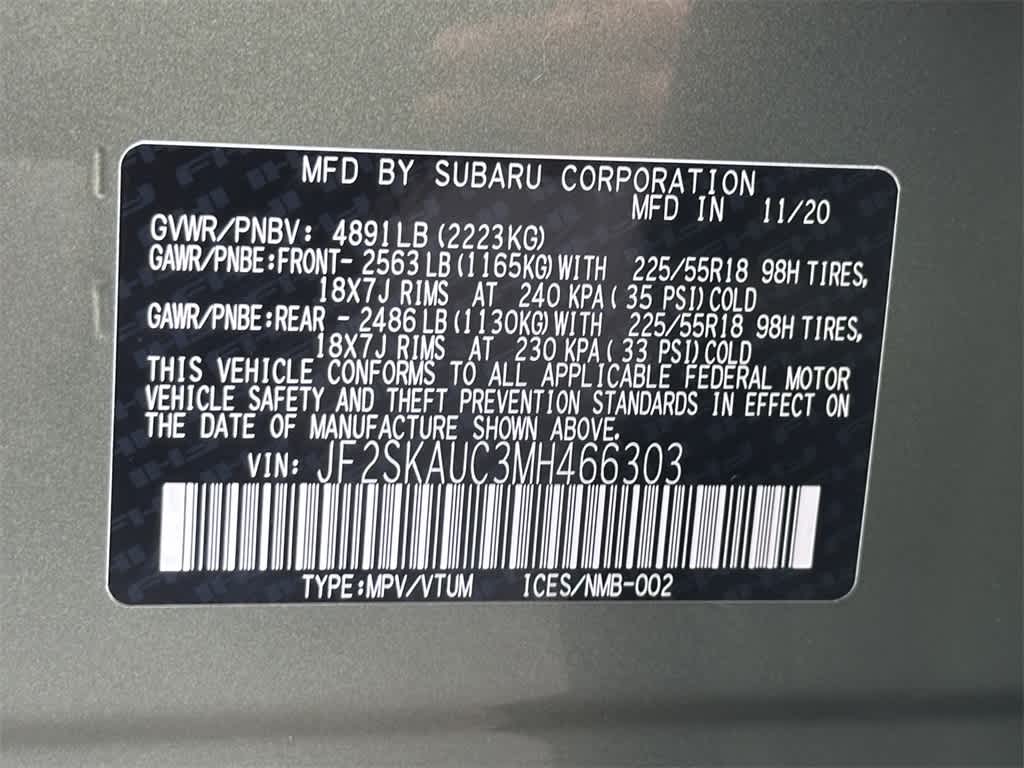 MFD BY SUBARU CORPORATION
MFD IN 11/20
GVWR/PNBV: 4891LB (2223KG)
GAWR/PNBE:FRONT- 2563LB (1165KG) WITH 225/55R18 98H TIRES,
18X7J RIMS AT 240 KPA( 35 PSI) COLD
GAWR/PNBE:REAR - 2486LB (1130KG) WITH 225/55R18 98H TIRES,
18X7J RIMS AT 230 KPA( 33 PSI) COLD
THIS VEHICLE CONFORMS TO ALL APPLICABLE FEDERAL MOTOR
VEHICLE SAFETY AND THEFT PREVENTION STANDARDS IN EFFECT ON
THE DATE OF MANUFACTURE SHOWN ABOVE.
VIN: JF2SKAUC3MH466303
TYPE:MPV/VTUM ICES/NMB-002